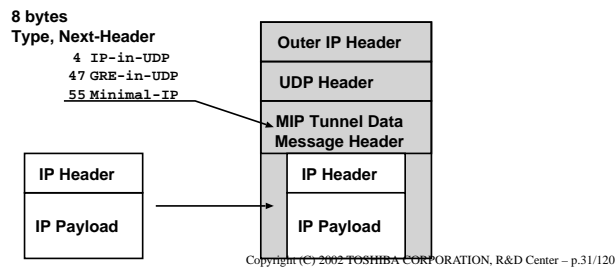 8 bytes
Type, Next-Header
4 IP-in-UDP
47 GRE-in-UDP
55 Minimal-IP
Outer IP Header
UDP Header
MIP Tunnel Data
Message Header
IP Header
IP Payload
IP Header
IP Payload
Copyright (C) 2002 TOSHIBA CORPORATION, R&D Center – p.31/120